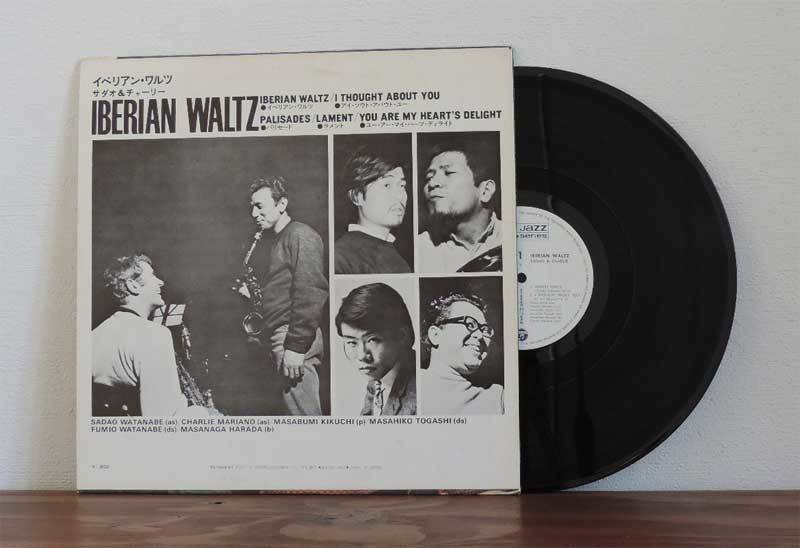 イベリアン・ワルツ
サダオ&チャーリー
IBERIAN WALTZ
IBERIAN WALTZ/I THOUGHT ABOUT YOU
●イベリアン・ワルツ ●アイ・ソウト・アバウト・ユー
PALISADES/LAMENT/YOU ARE MY HEART'S DELIGHT
●パリセード ●ラメント ●ユー・アー・マイ・ハーツ・ディライト
SADAO WATANABE (as)/CHARLIE MARIANO (as)/MASABUMI KIKUCHI (p)/MASAHIKO TOGASHI (ds)
FUMIO WATANABE (ds)/MASANAGA HARADA (b)
jazz
series
1
IBERIAN WALTZ
SADAO & CHARLIE